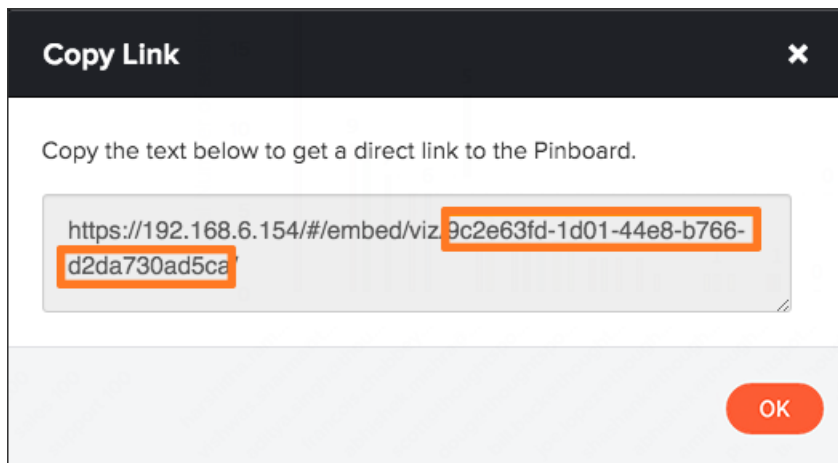 Copy Link
Copy the text below to get a direct link to the Pinboard.
https://192.168.6.154/#/embed/viz/9c2e63fd-1d01-44e8-b766-
d2da730ad5ca/
OK